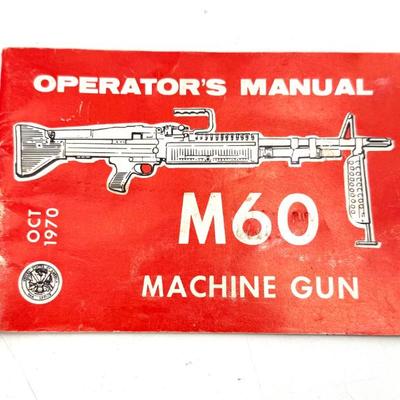 OPERATOR'S MANUAL
OCT
1970
M60
MACHINE GUN